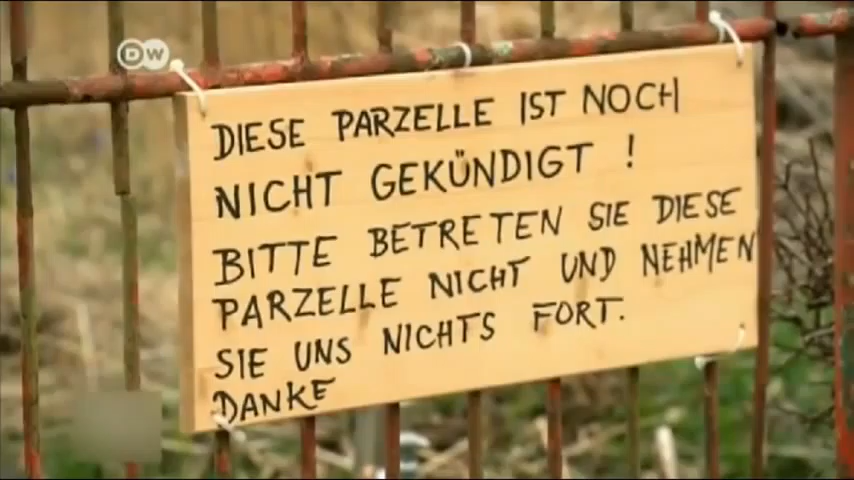 DW
DIESE PARZELLE IST NOCH
NICHT GEKÜNDIGT !
BITTE BETRETEN SIE DIESE
PARZELLE NICHT UND NEHMEN
SIE UNS NICHTS FORT.
DANKE